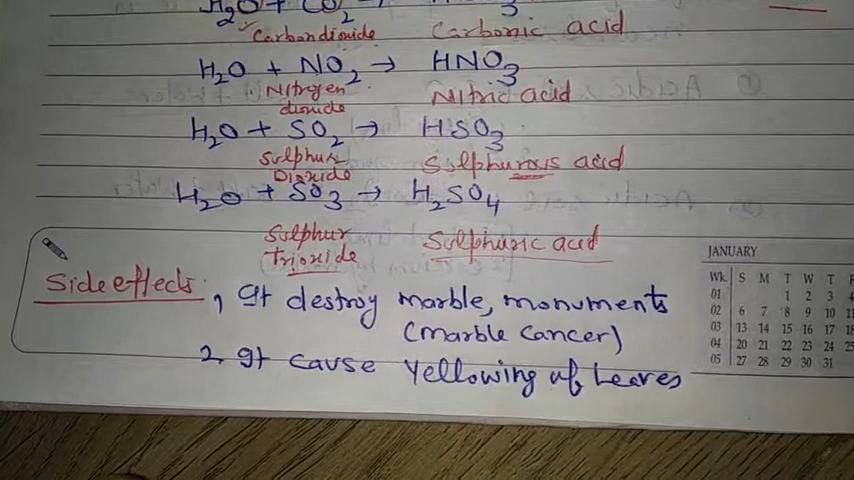 H2O + CO2 → H 3
Carbondioxide Carbonic acid
H2O + NO2 → HNO3
Nitrogen dioxide Nitric acid
H2O + SO2 → HSO3
Sulphur Dioxide Sulphurous acid
H2O + SO3 → H2SO4
Sulphur trioxide Sulphuric acid
Side effects 1, It destroy marble, monuments
(marble cancer)
2, It cause Yellowing of Leaves
JANUARY
Wk. S M T W T F
01 1 2 3 4
02 6 7 8 9 10 11
03 13 14 15 16 17 18
04 20 21 22 23 24 25
05 27 28 29 30 31